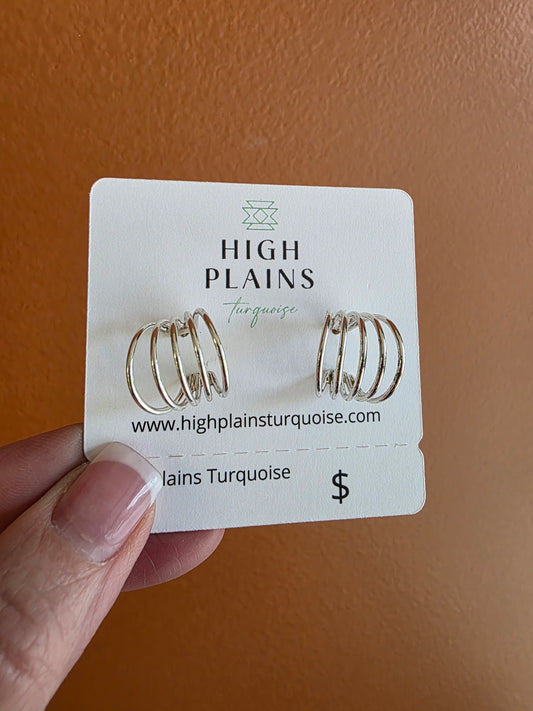 HIGH
PLAINS
Turquoise
www.highplainsturquoise.com
lains Turquoise
$